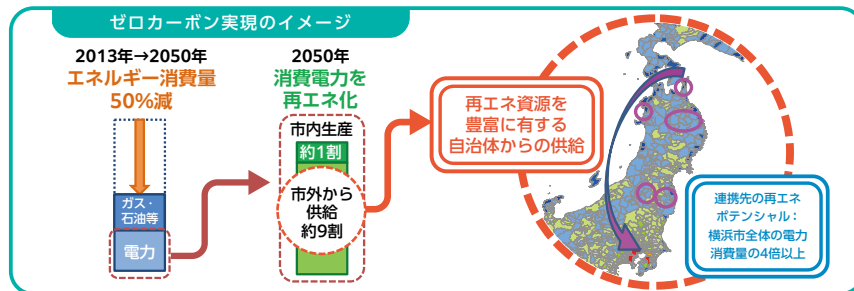 ゼロカーボン実現のイメージ
2013年→2050年
エネルギー消費量
50%減
ガス・
石油等
電力
2050年
消費電力を
再エネ化
市内生産
約1割
市外から
供給
約9割
再エネ資源を
豊富に有する
自治体からの供給
連携先の再エネ
ポテンシャル：
横浜市全体の電力
消費量の4倍以上